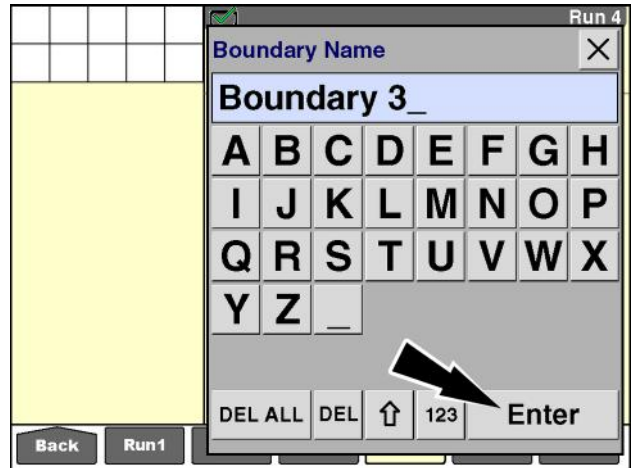 Run 4
Boundary Name
Boundary 3_
A B C D E F G H
I J K L M N O P
Q R S T U V W X
Y Z _
DEL ALL DEL ⇧ 123 Enter
Back Run1